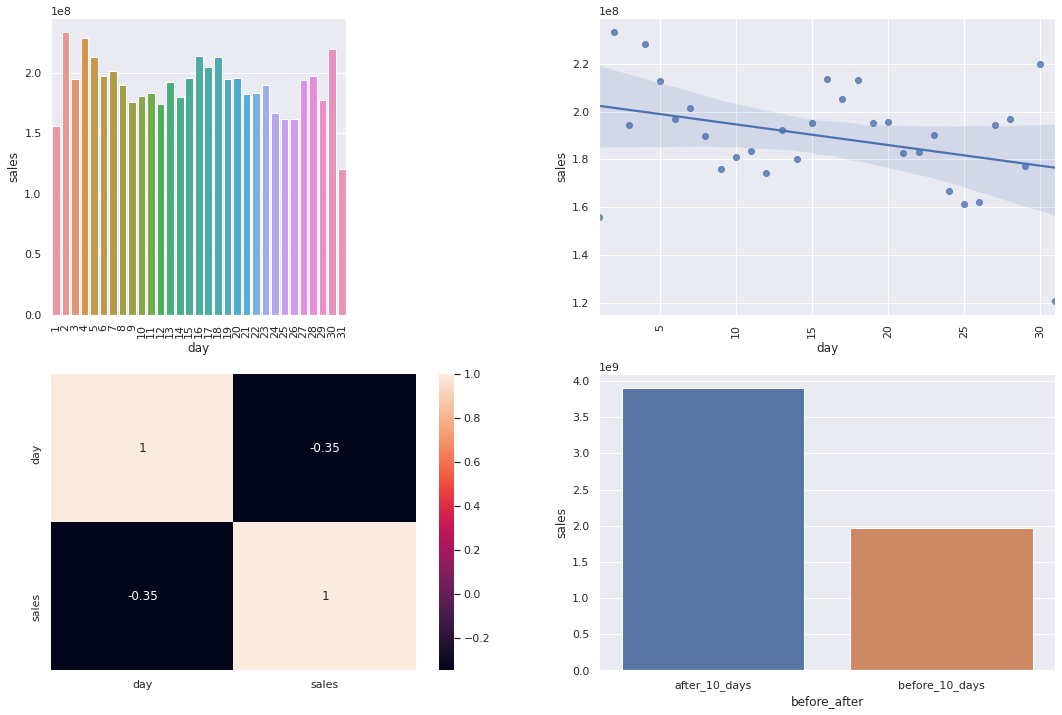 1e8
2.0
1.5
1.0
0.5
0.0
sales
1 2 3 4 5 6 7 8 9 10 11 12 13 14 15 16 17 18 19 20 21 22 23 24 25 26 27 28 29 30 31
day
1e8
2.2
2.0
1.8
1.6
1.4
1.2
sales
5 10 15 20 25 30
day
day
sales
1 -0.35
-0.35 1
day sales
1.0
0.8
0.6
0.4
0.2
0.0
−0.2
1e9
4.0
3.5
3.0
2.5
2.0
1.5
1.0
0.5
0.0
sales
after_10_days before_10_days
before_after